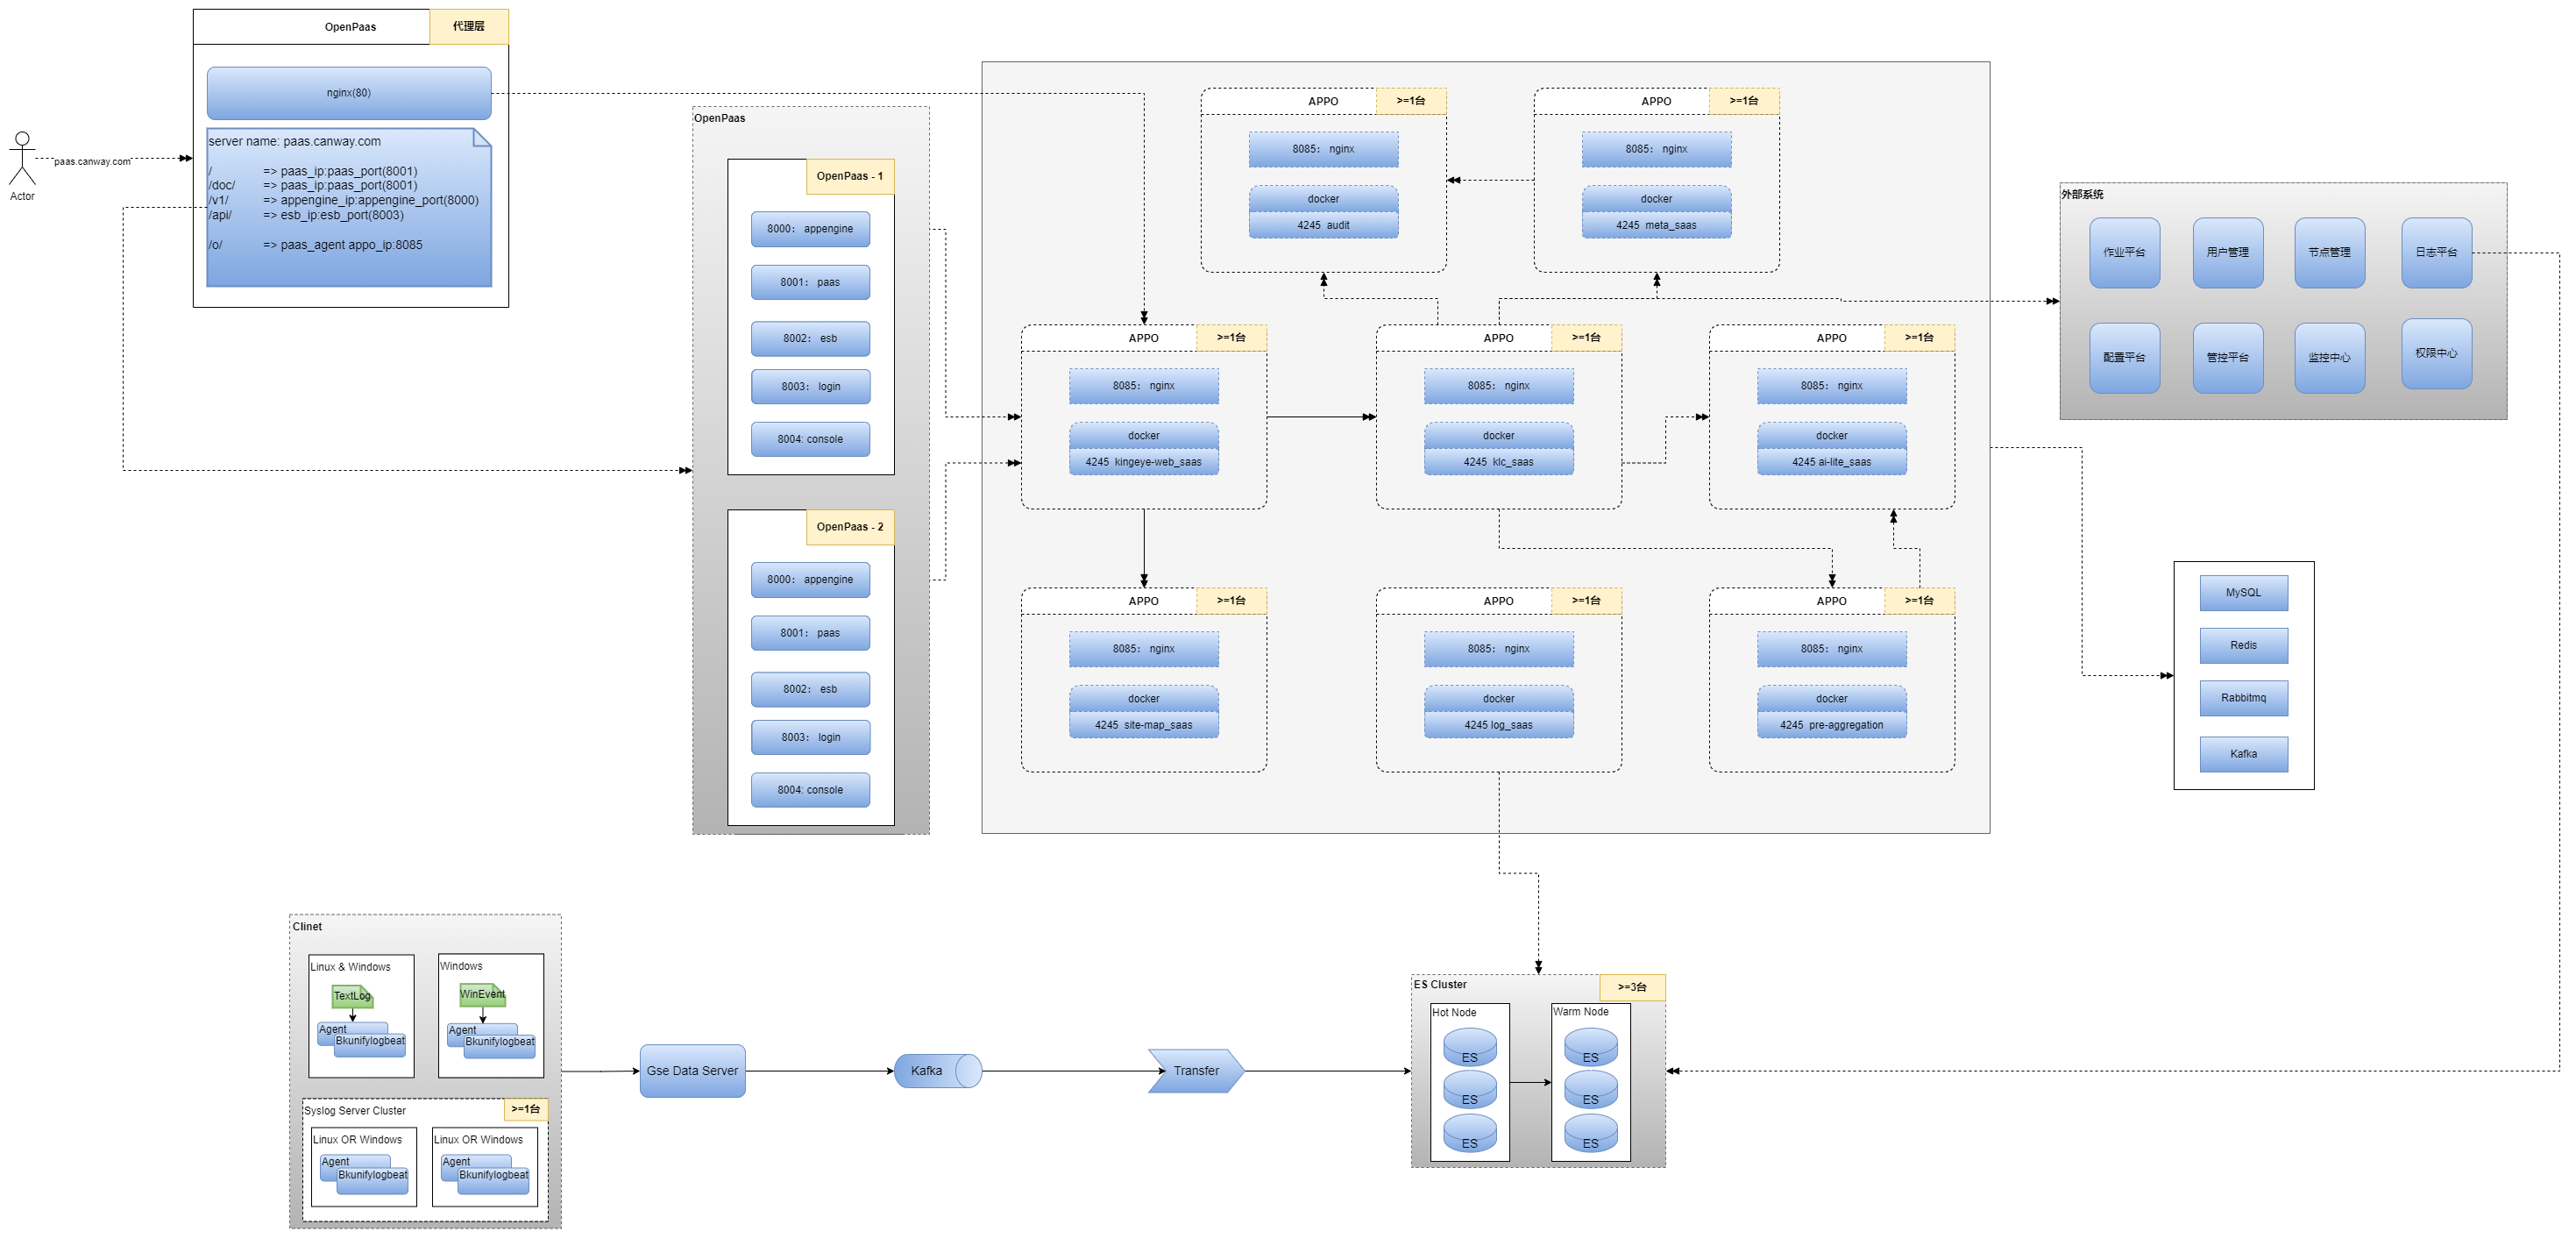 OpenPaas
代理层
nginx(80)
server name: paas.canway.com
/ => paas_ip:paas_port(8001)
/doc/ => paas_ip:paas_port(8001)
/v1/ => appengine_ip:appengine_port(8000)
/api/ => esb_ip:esb_port(8003)
/o/ => paas_agent appo_ip:8085
Actor
paas.canway.com
OpenPaas
OpenPaas - 1
8000: appengine
8001: paas
8002: esb
8003: login
8004: console
OpenPaas - 2
8000: appengine
8001: paas
8002: esb
8003: login
8004: console
APPO
>=1台
8085: nginx
docker
4245 audit
APPO
>=1台
8085: nginx
docker
4245 meta_saas
APPO
>=1台
8085: nginx
docker
4245 kingeye-web_saas
APPO
>=1台
8085: nginx
docker
4245 klc_saas
APPO
>=1台
8085: nginx
docker
4245 ai-lite_saas
APPO
>=1台
8085: nginx
docker
4245 site-map_saas
APPO
>=1台
8085: nginx
docker
4245 log_saas
APPO
>=1台
8085: nginx
docker
4245 pre-aggregation
外部系统
作业平台
用户管理
节点管理
日志平台
配置平台
管控平台
监控中心
权限中心
MySQL
Redis
Rabbitmq
Kafka
Clinet
Linux & Windows
TextLog
Agent
Bkunifylogbeat
Windows
WinEvent
Agent
Bkunifylogbeat
Syslog Server Cluster
>=1台
Linux OR Windows
Agent
Bkunifylogbeat
Linux OR Windows
Agent
Bkunifylogbeat
Gse Data Server
Kafka
Transfer
ES Cluster
>=3台
Hot Node
ES
ES
ES
Warm Node
ES
ES
ES